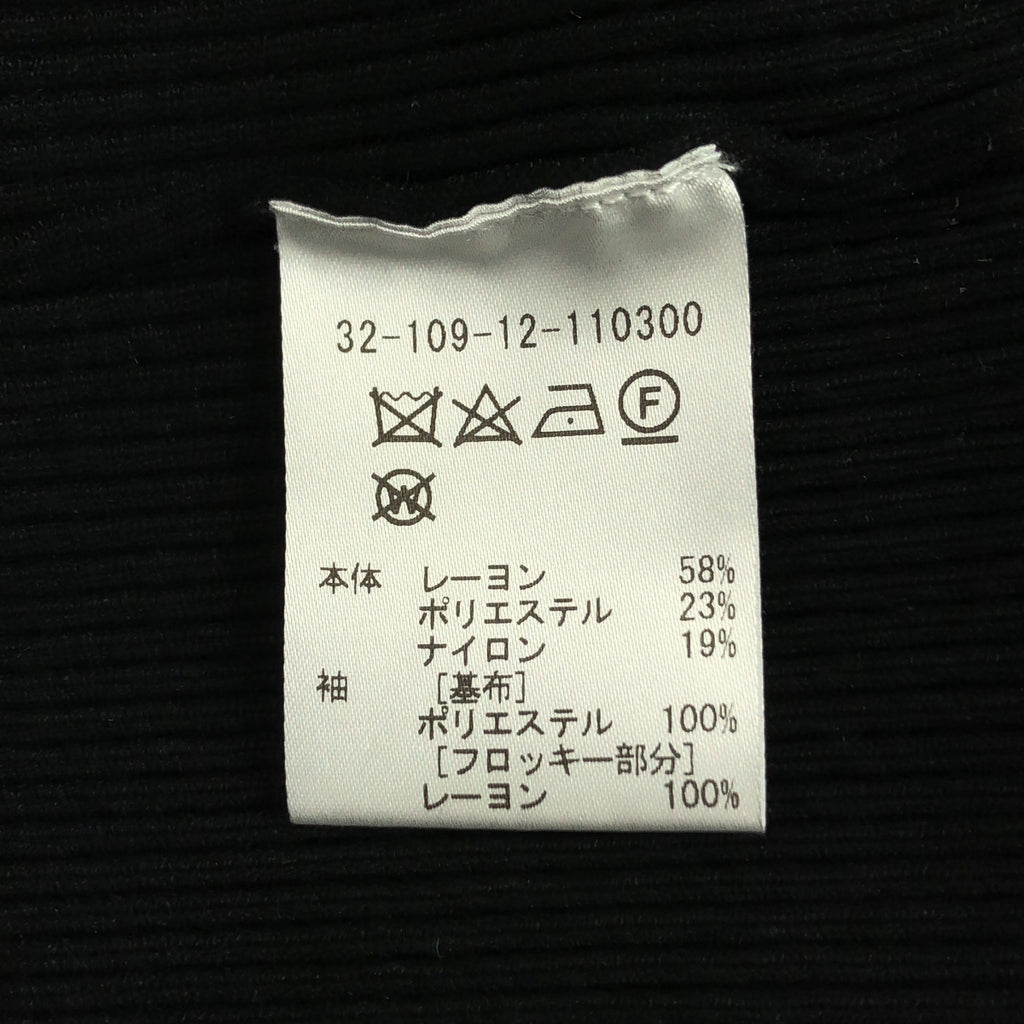 32-109-12-110300
F
W
本体 レーヨン 58%
ポリエステル 23%
ナイロン 19%
袖 [基布]
ポリエステル 100%
[フロッキー部分]
レーヨン 100%